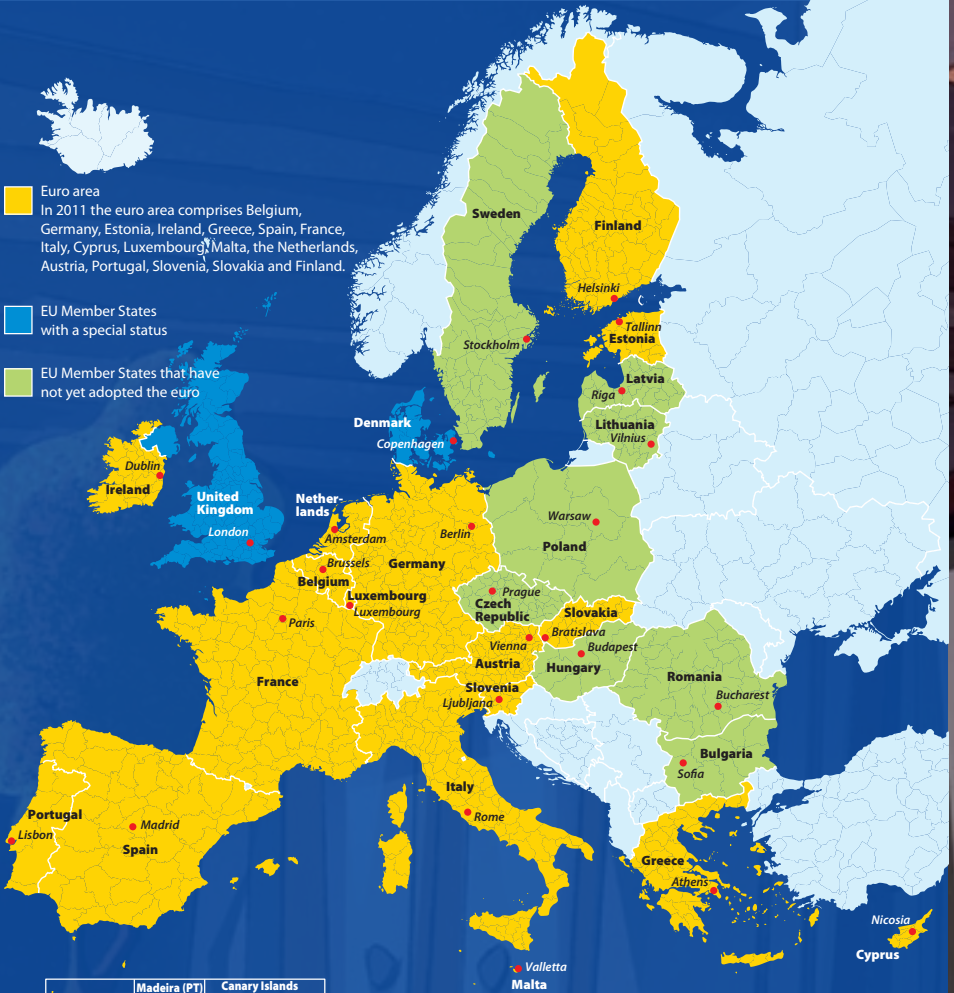 Euro area
In 2011 the euro area comprises Belgium,
Germany, Estonia, Ireland, Greece, Spain, France,
Italy, Cyprus, Luxembourg, Malta, the Netherlands,
Austria, Portugal, Slovenia, Slovakia and Finland.
EU Member States
with a special status
EU Member States that have
not yet adopted the euro
Sweden
Finland
Helsinki
Tallinn
Estonia
Stockholm
Latvia
Riga
Lithuania
Vilnius
Denmark
Copenhagen
Dublin
Ireland
United
Kingdom
London
Nether-
lands
Amsterdam
Berlin
Warsaw
Poland
Brussels
Belgium
Germany
Luxembourg
Luxembourg
Prague
Czech
Republic
Slovakia
Paris
Bratislava
Vienna
Budapest
Austria
Hungary
France
Slovenia
Ljubljana
Romania
Bucharest
Bulgaria
Sofia
Italy
Rome
Portugal
Lisbon
Madrid
Spain
Greece
Athens
Nicosia
Cyprus
Valletta
Malta
Madeira (PT)
Canary Islands